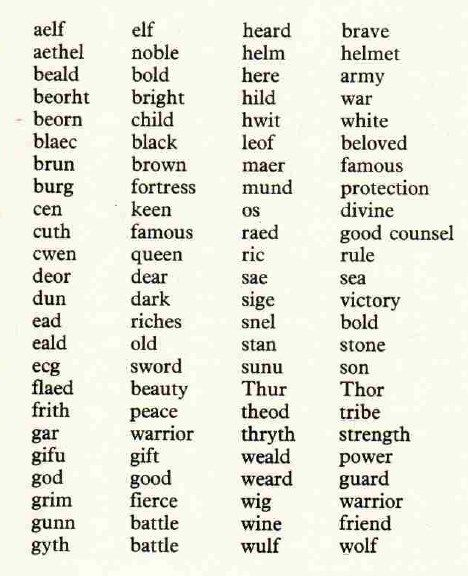 aelf elf heard brave
aethel noble helm helmet
beald bold here army
beorht bright hild war
beorn child hwit white
blaec black leof beloved
brun brown maer famous
burg fortress mund protection
cen keen os divine
cuth famous raed good counsel
cwen queen ric rule
deor dear sae sea
dun dark sige victory
ead riches snel bold
eald old stan stone
ecg sword sunu son
flaed beauty Thur Thor
frith peace theod tribe
gar warrior thryth strength
gifu gift weald power
god good weard guard
grim fierce wig warrior
gunn battle wine friend
gyth battle wulf wolf